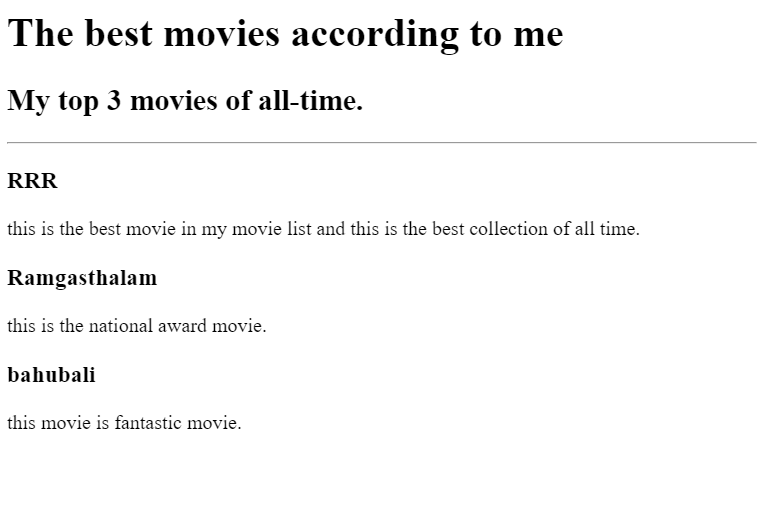 The best movies according to me
My top 3 movies of all-time.
RRR
this is the best movie in my movie list and this is the best collection of all time.
Ramgasthalam
this is the national award movie.
bahubali
this movie is fantastic movie.